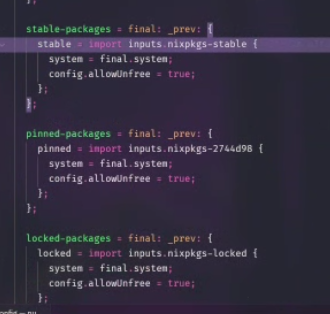 };
stable-packages = final: _prev: {
stable = import inputs.nixpkgs-stable {
system = final.system;
config.allowUnfree = true;
};
};
pinned-packages = final: _prev: {
pinned = import inputs.nixpkgs-2744d98 {
system = final.system;
config.allowUnfree = true;
};
};
locked-packages = final: _prev: {
locked = import inputs.nixpkgs-locked {
system = final.system;
config.allowUnfree = true;
};